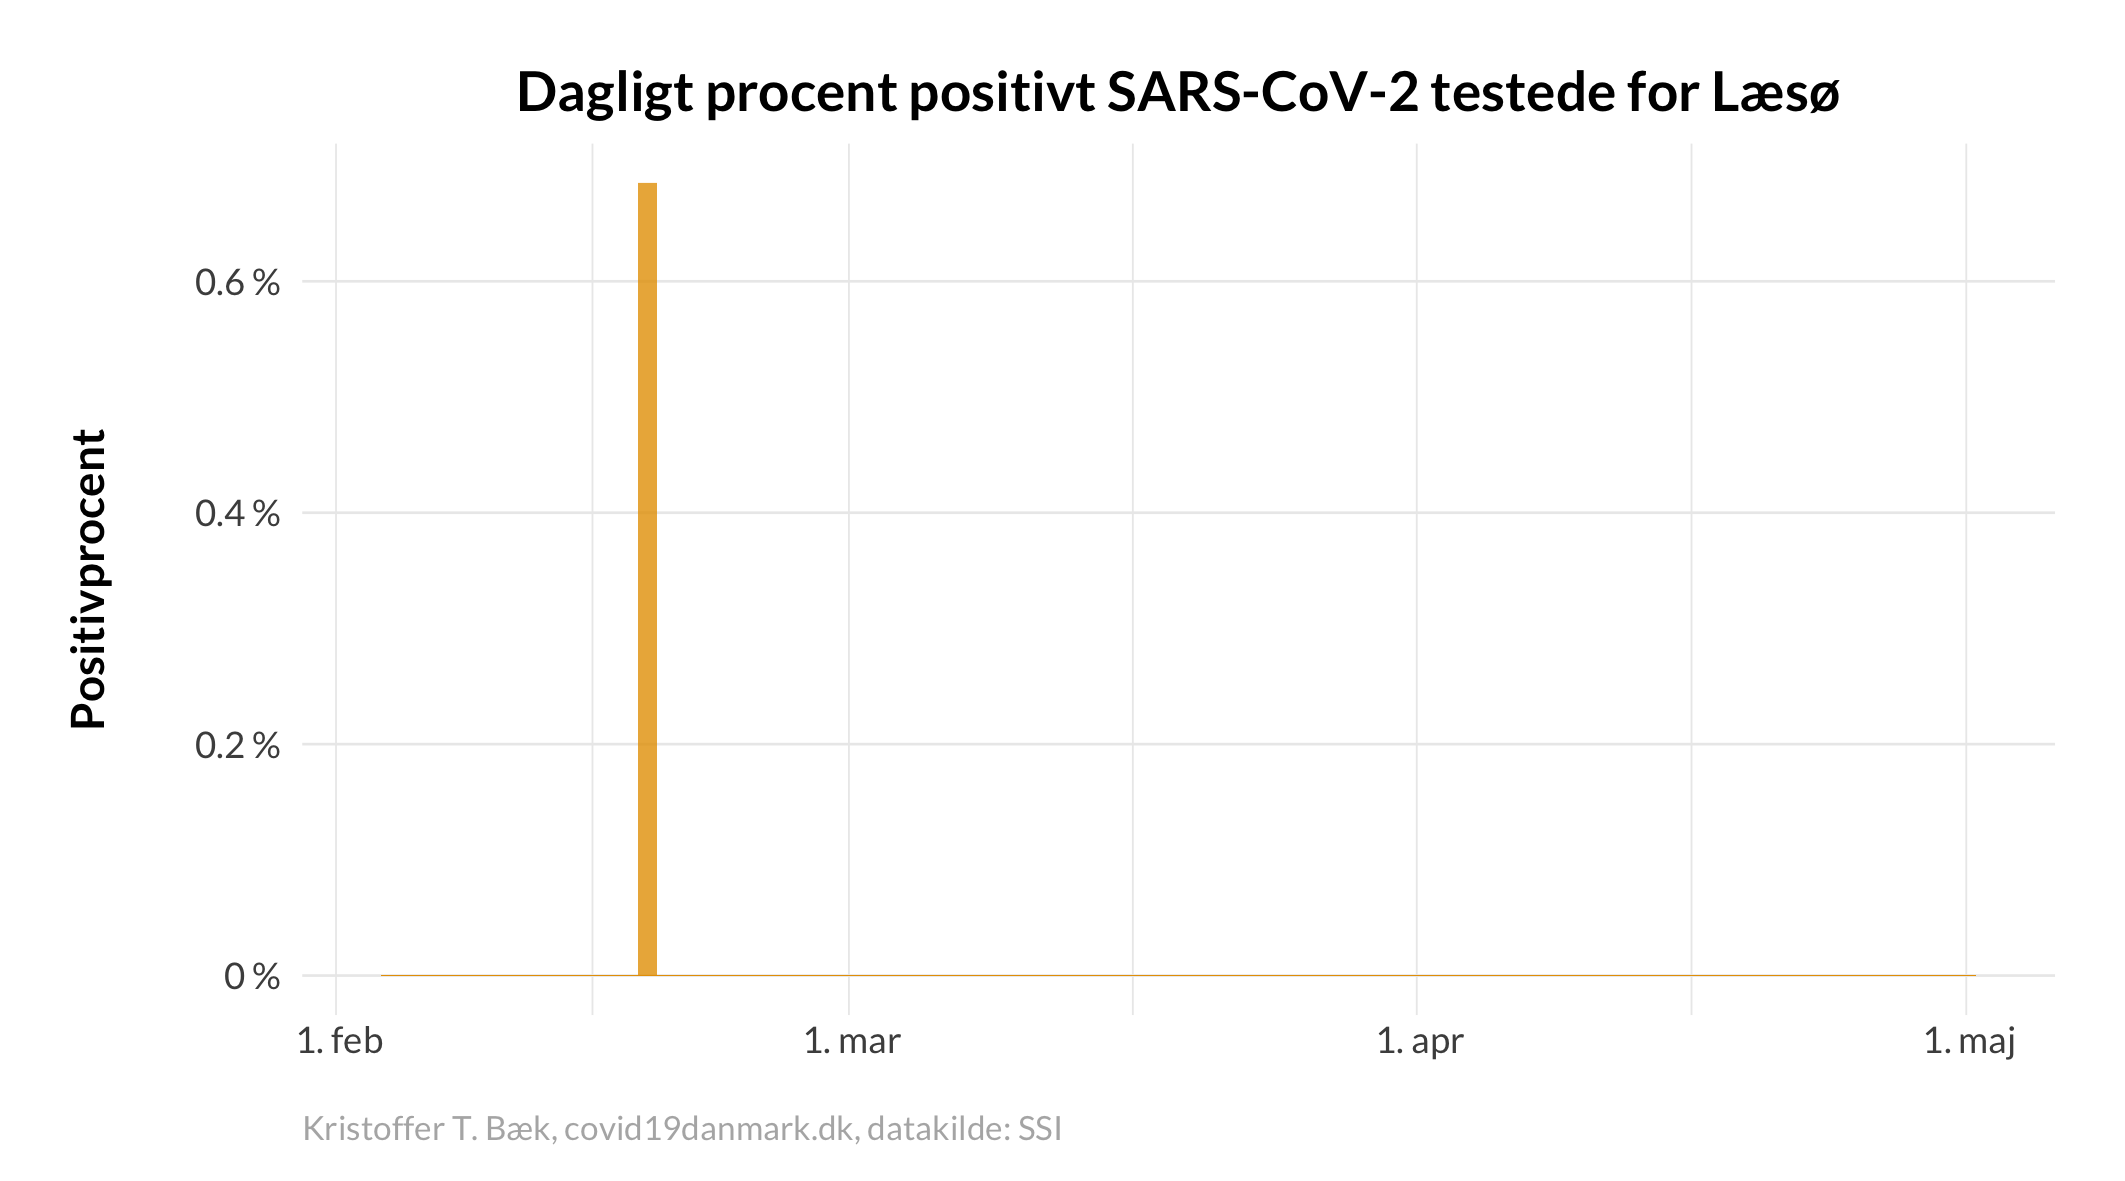 Dagligt procent positivt SARS-CoV-2 testede for Læsø
Positivprocent
0.6 %
0.4 %
0.2 %
0 %
1. feb
1. mar
1. apr
1. maj
Kristoffer T. Bæk, covid19danmark.dk, datakilde: SSI